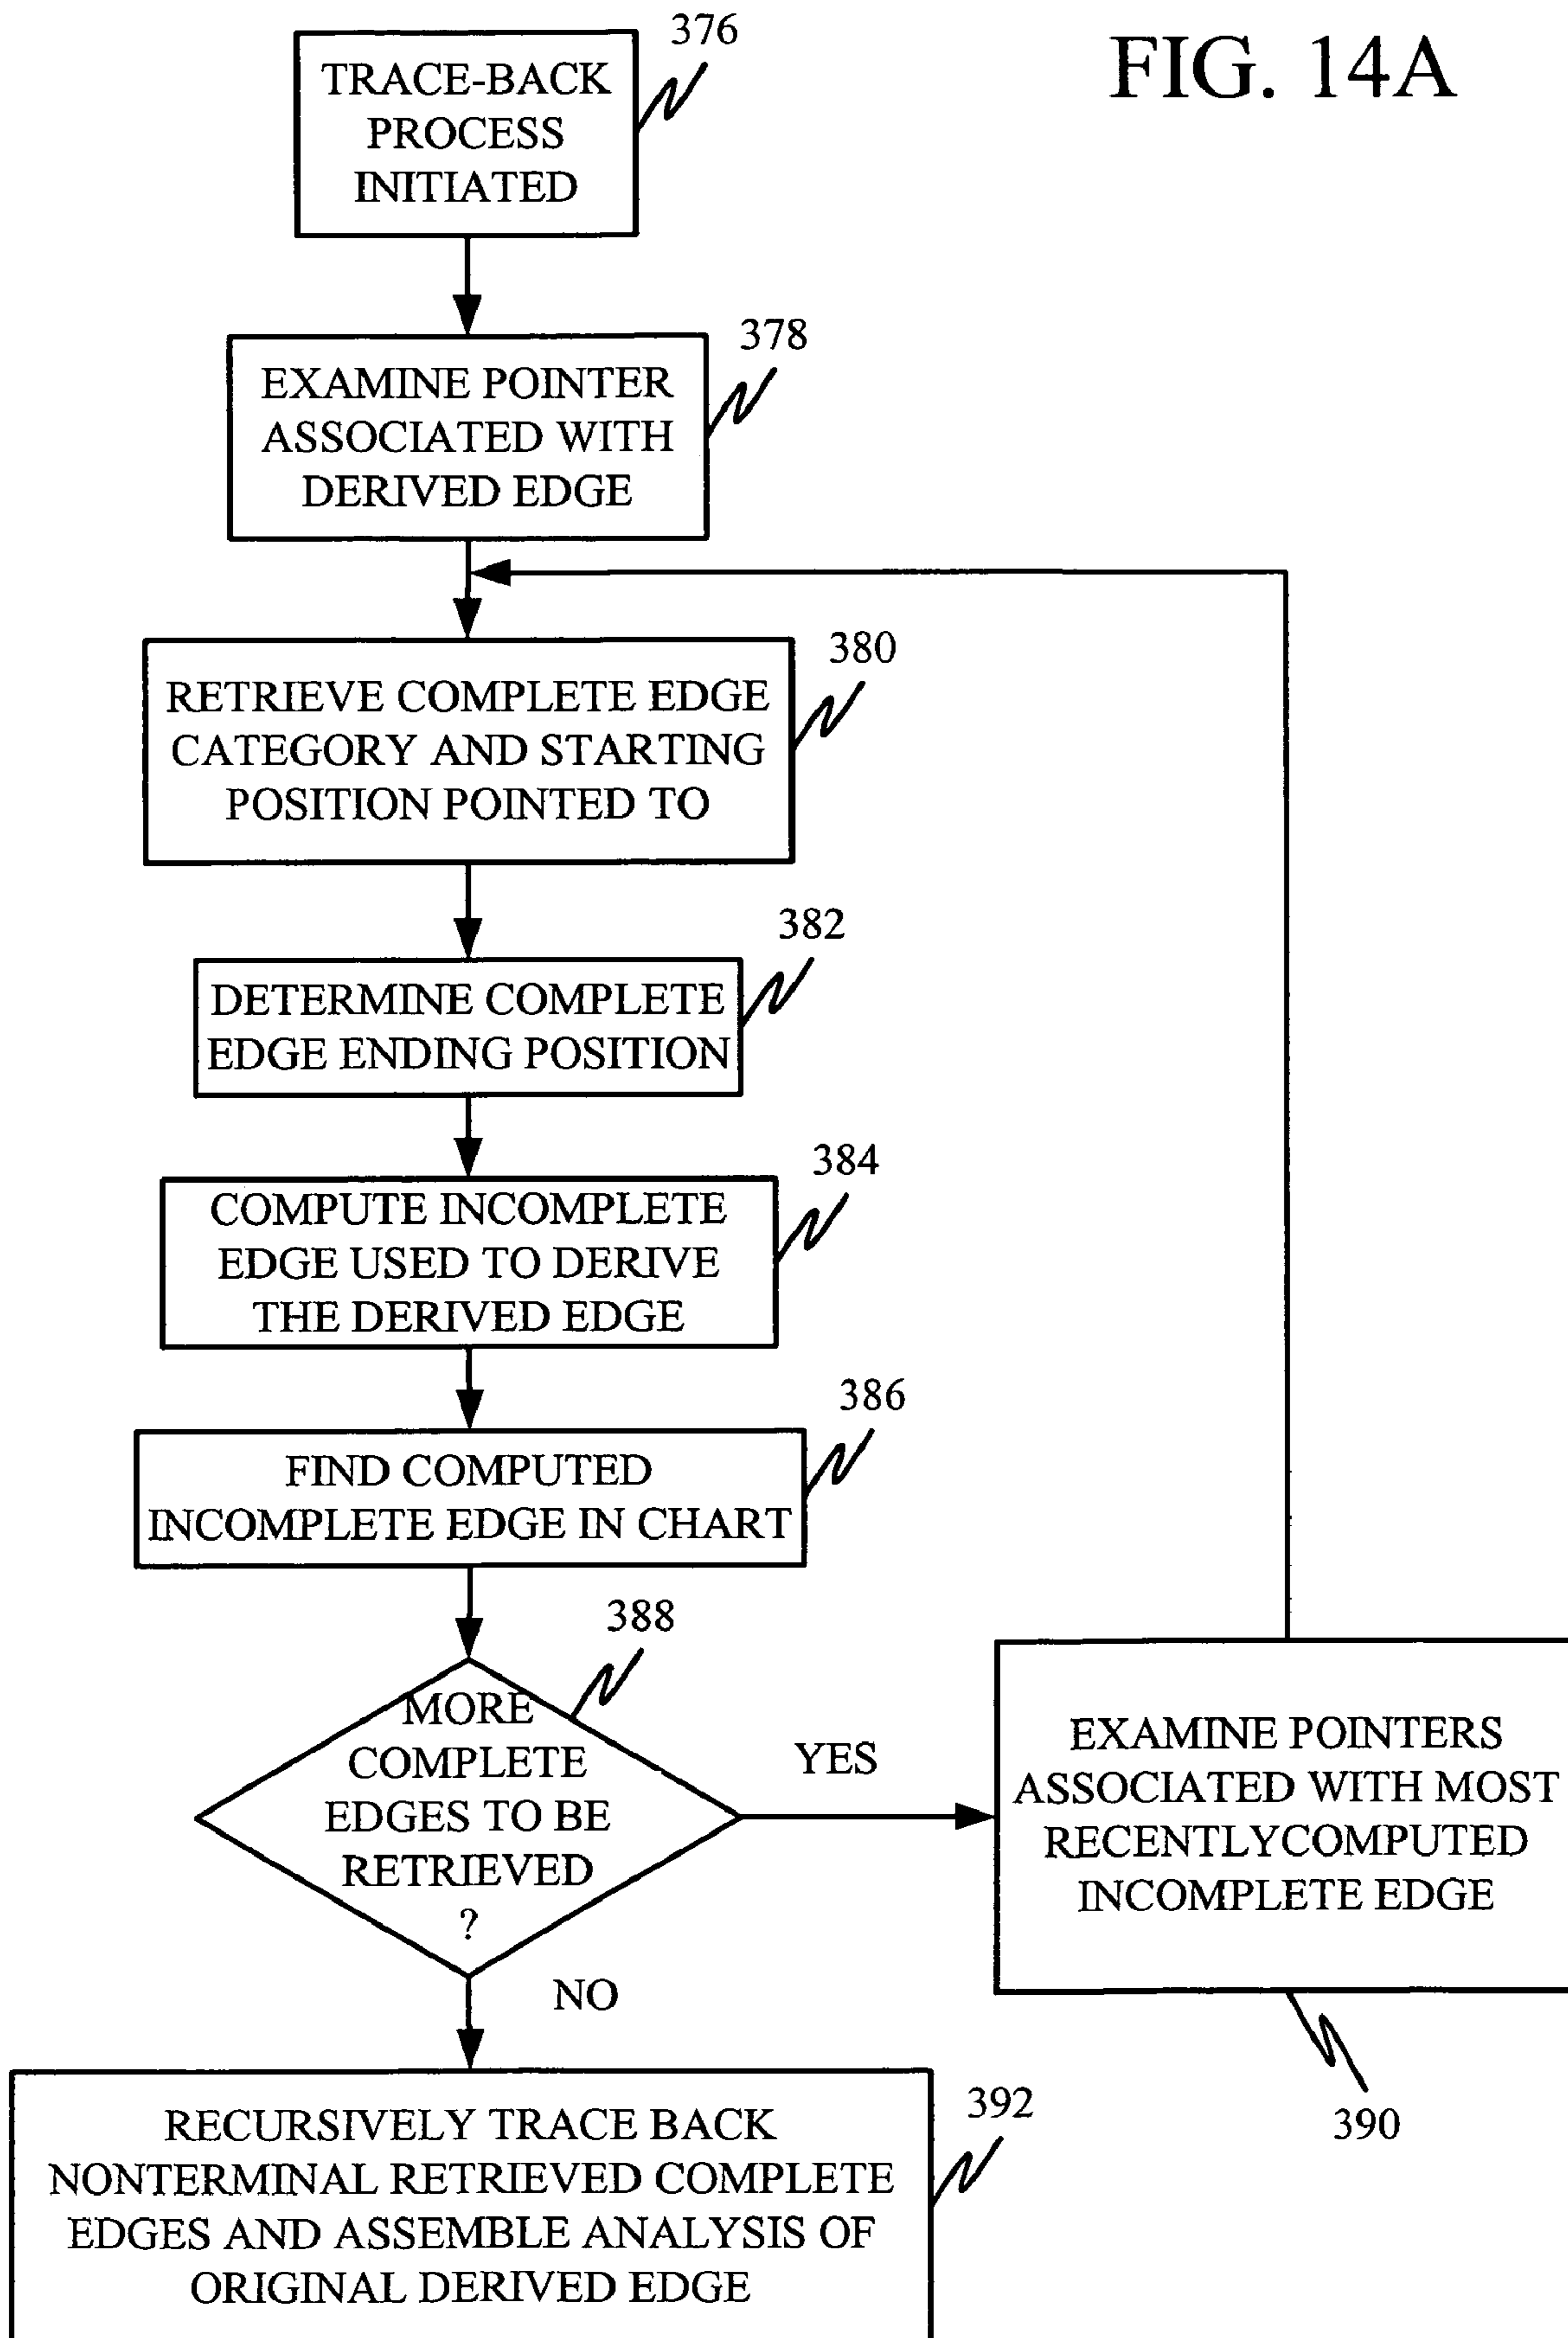 FIG. 14A
376
TRACE-BACK
PROCESS
INITIATED
378
EXAMINE POINTER
ASSOCIATED WITH
DERIVED EDGE
380
RETRIEVE COMPLETE EDGE
CATEGORY AND STARTING
POSITION POINTED TO
382
DETERMINE COMPLETE
EDGE ENDING POSITION
384
COMPUTE INCOMPLETE
EDGE USED TO DERIVE
THE DERIVED EDGE
386
FIND COMPUTED
INCOMPLETE EDGE IN CHART
388
MORE
COMPLETE
EDGES TO BE
RETRIEVED
?
YES
EXAMINE POINTERS
ASSOCIATED WITH MOST
RECENTLYCOMPUTED
INCOMPLETE EDGE
390
NO
392
RECURSIVELY TRACE BACK
NONTERMINAL RETRIEVED COMPLETE
EDGES AND ASSEMBLE ANALYSIS OF
ORIGINAL DERIVED EDGE